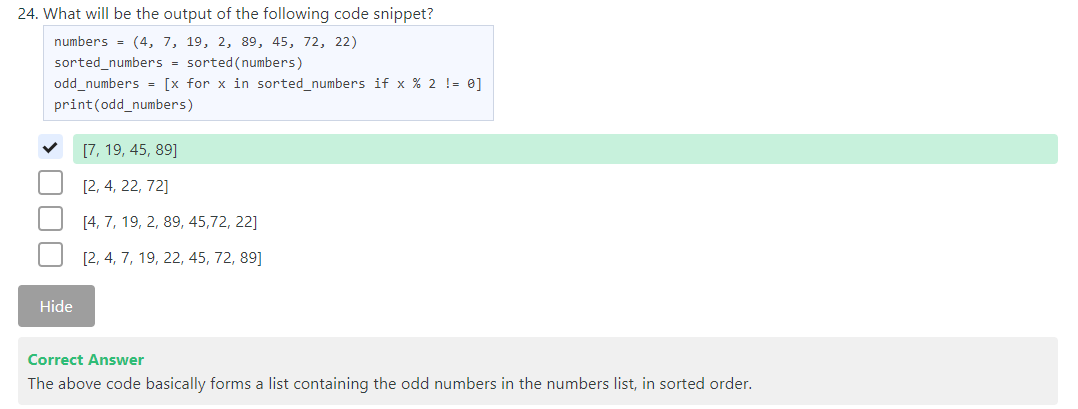 24. What will be the output of the following code snippet?
numbers = (4, 7, 19, 2, 89, 45, 72, 22)
sorted_numbers = sorted(numbers)
odd_numbers = [x for x in sorted_numbers if x % 2 != 0]
print(odd_numbers)
[7, 19, 45, 89]
[2, 4, 22, 72]
[4, 7, 19, 2, 89, 45,72, 22]
[2, 4, 7, 19, 22, 45, 72, 89]
Hide
Correct Answer
The above code basically forms a list containing the odd numbers in the numbers list, in sorted order.